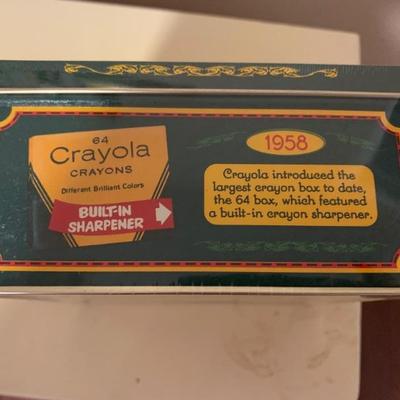 64
Crayola
CRAYONS
Different Brilliant Colors
BUILT-IN
SHARPENER
1958
Crayola introduced the
largest crayon box to date,
the 64 box, which featured
a built-in crayon sharpener.